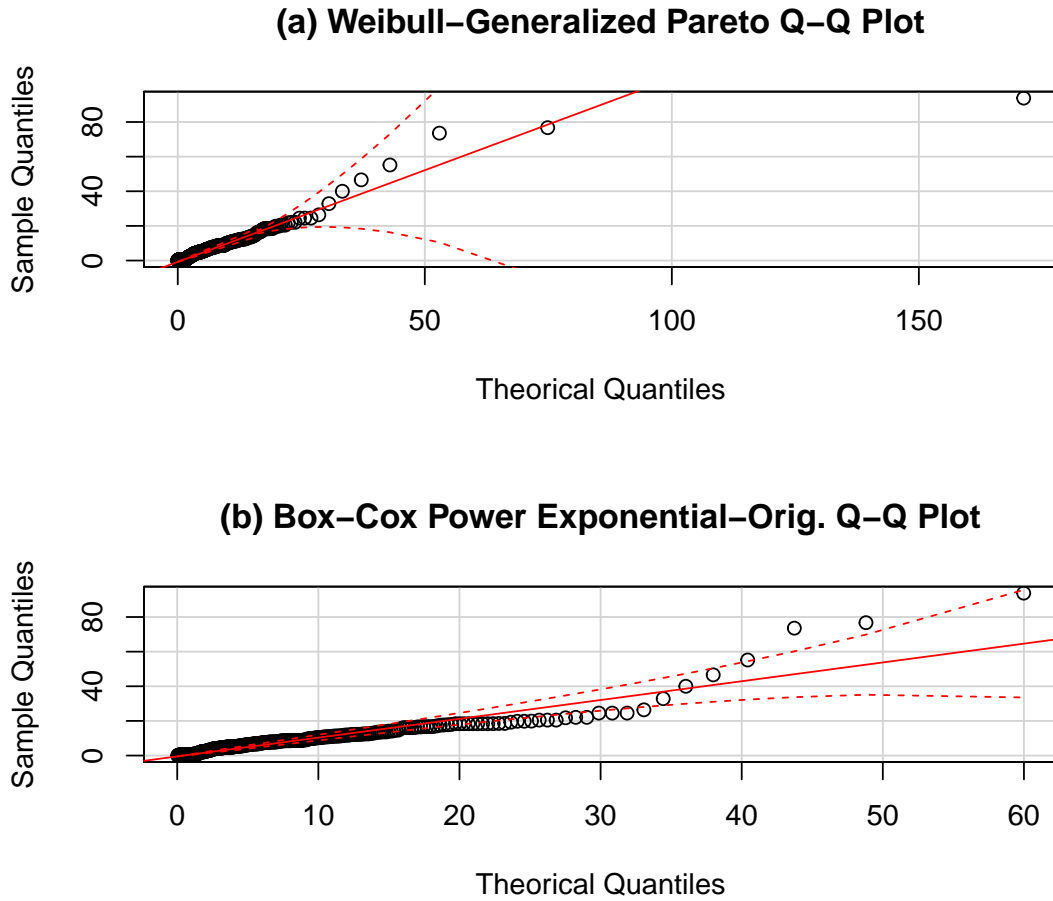 (a) Weibull−Generalized Pareto Q−Q Plot
Sample Quantiles
80
40
0
0 50 100 150
Theorical Quantiles
(b) Box−Cox Power Exponential−Orig. Q−Q Plot
Sample Quantiles
80
40
0
0 10 20 30 40 50 60
Theorical Quantiles